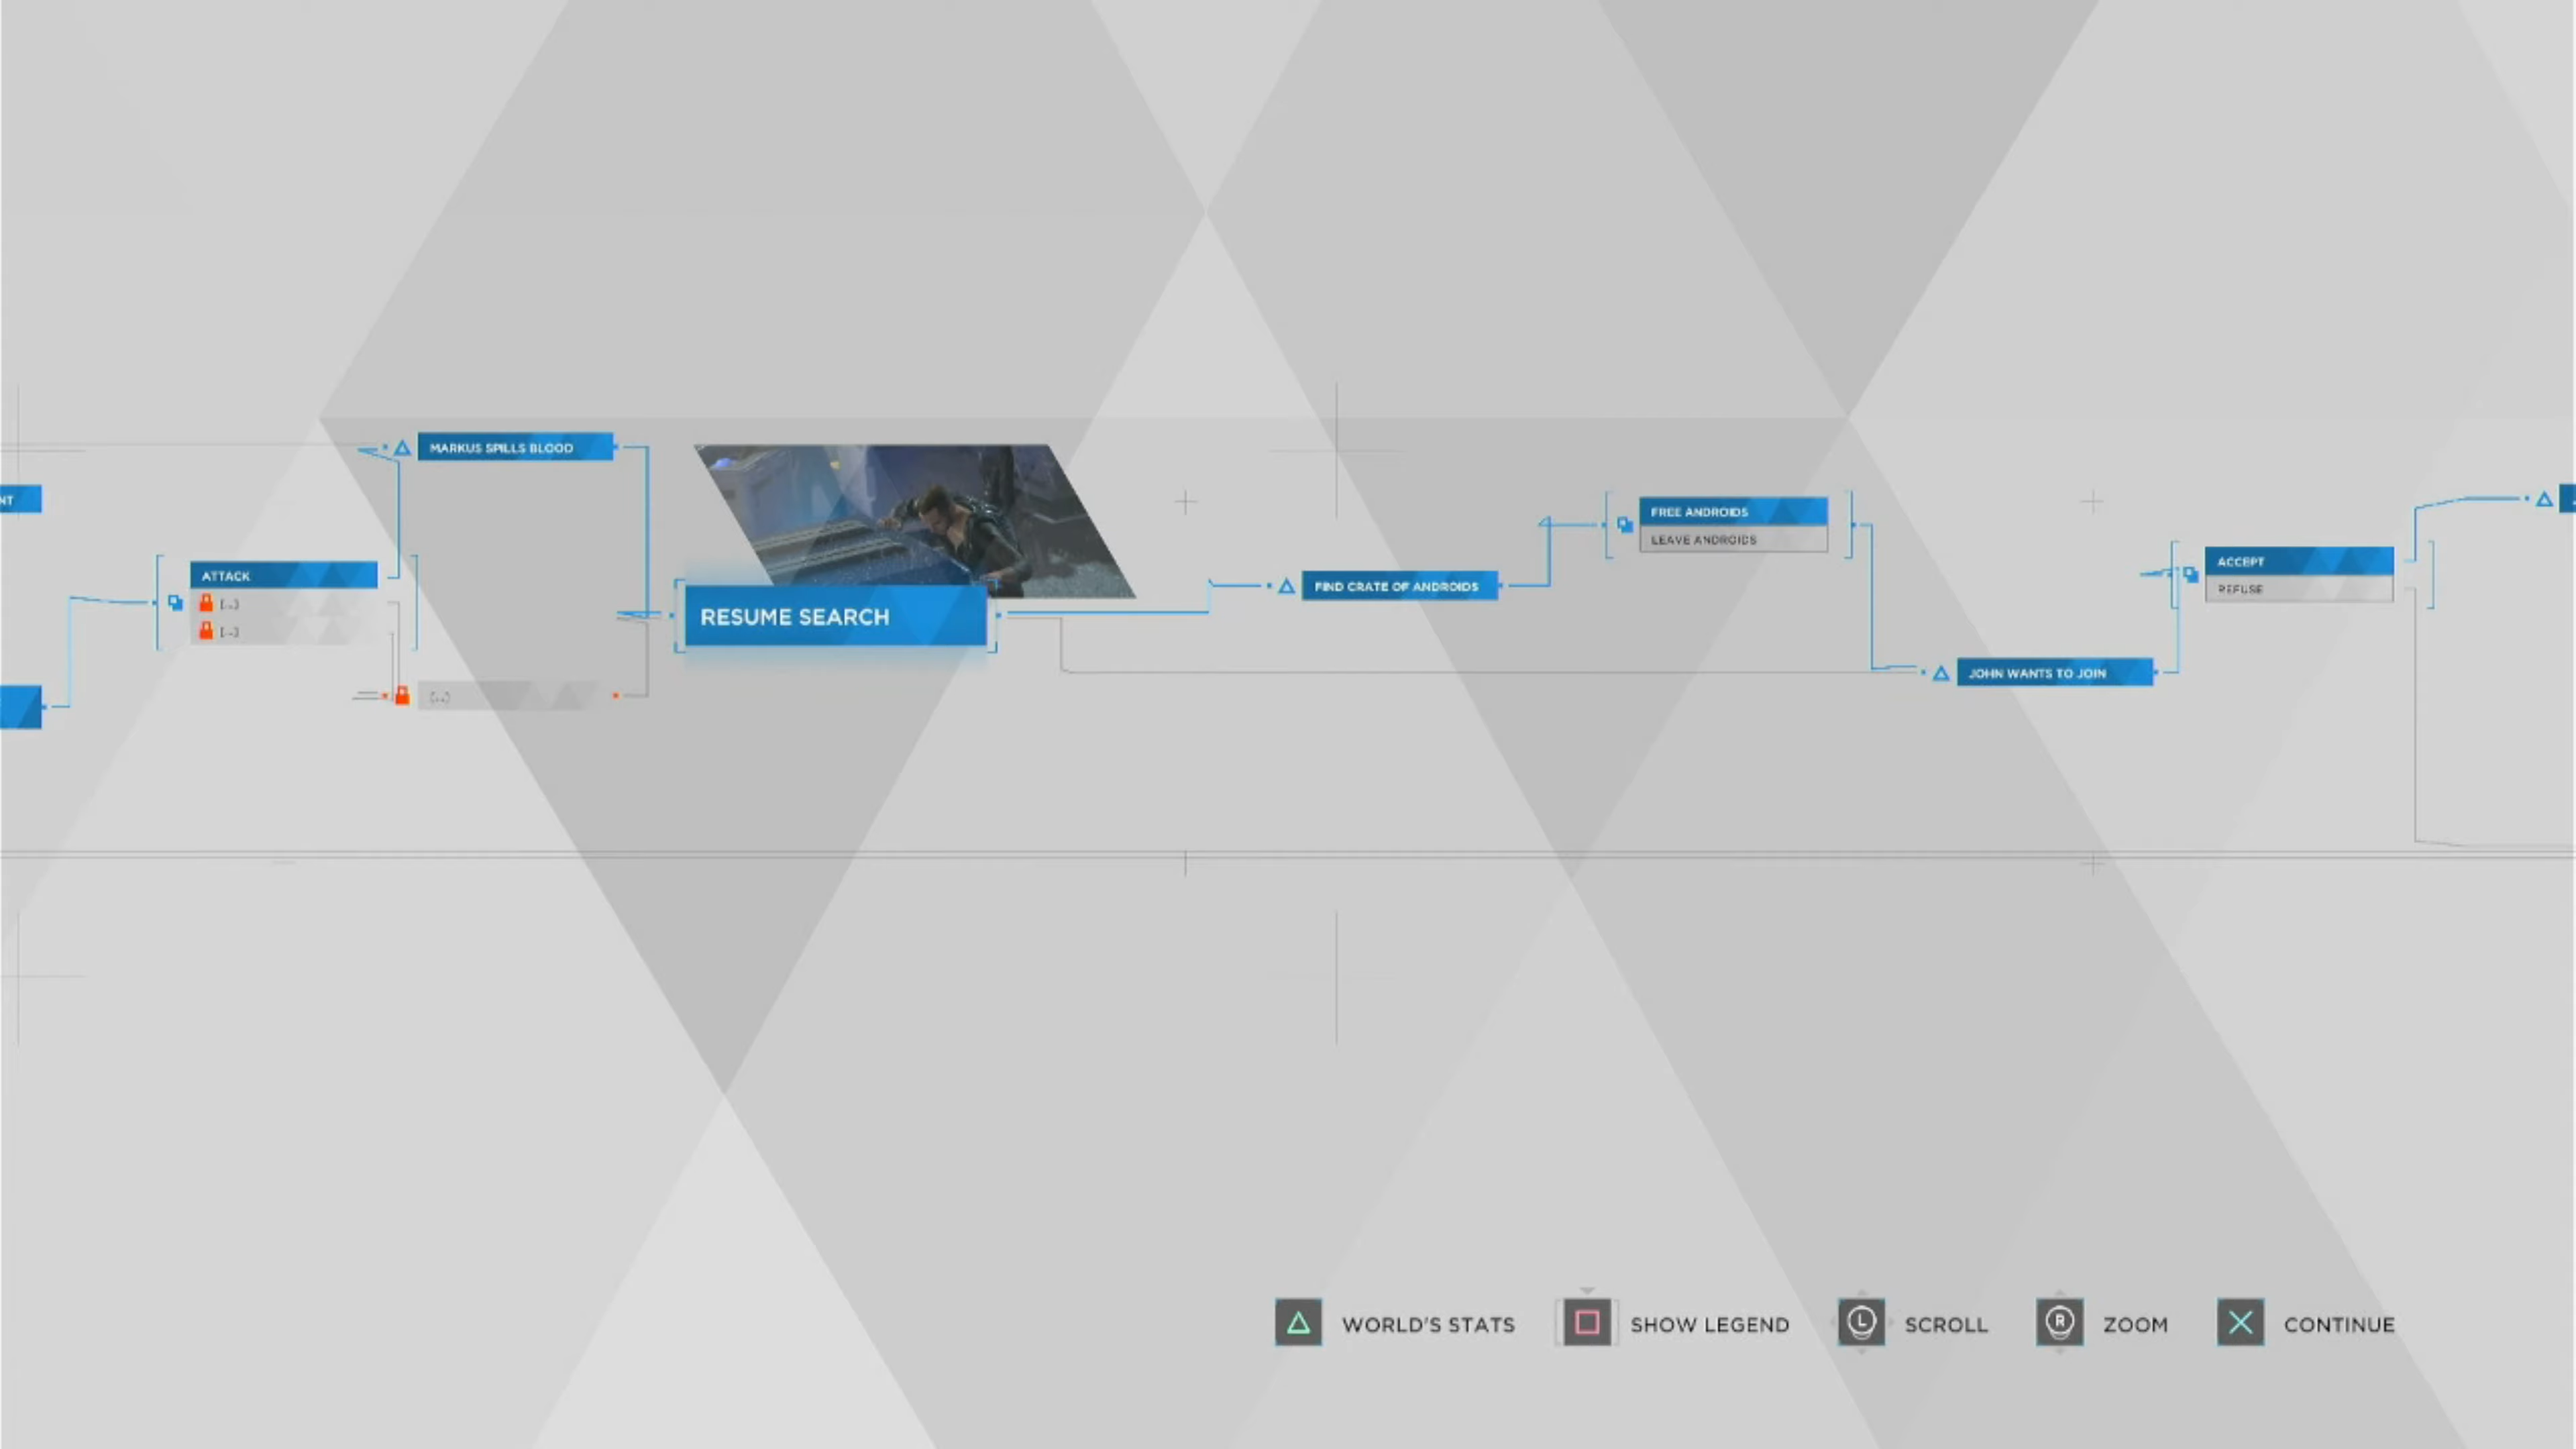 NT
ATTACK
[...]
[...]
MARKUS SPILLS BLOOD
[...]
RESUME SEARCH
FIND CRATE OF ANDROIDS
FREE ANDROIDS
LEAVE ANDROIDS
JOHN WANTS TO JOIN
ACCEPT
REFUSE
WORLD'S STATS
SHOW LEGEND
L SCROLL
R ZOOM
CONTINUE